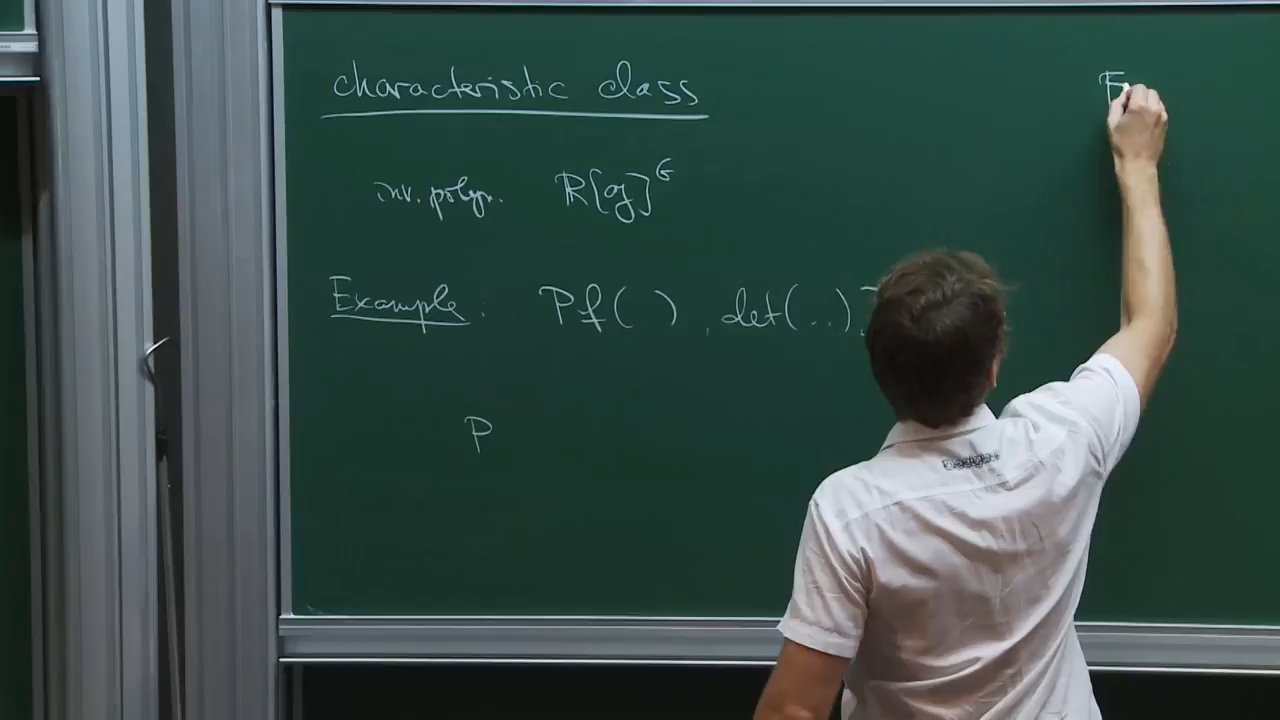 characteristic class
inv. polyn. ℝ[𝔤]^G
Example : Pf( ) , det(..),
P